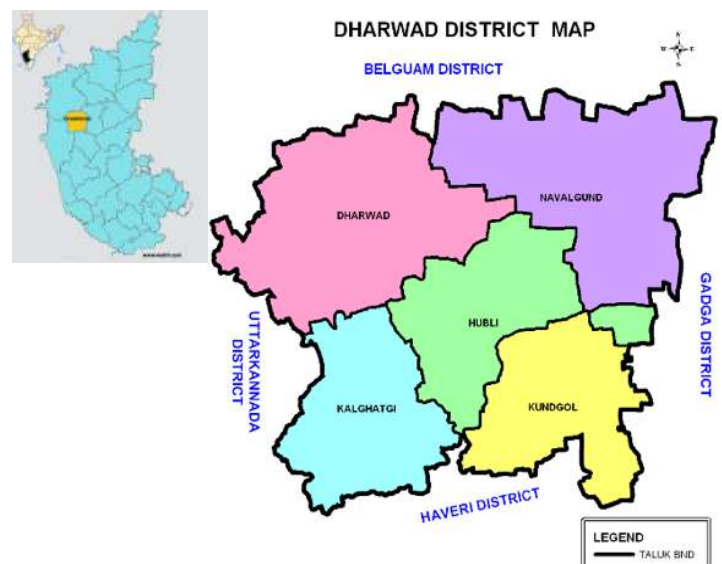 DHARWAD DISTRICT MAP
N
W
E
S
BELGUAM DISTRICT
NAVALGUND
DHARWAD
GADGA DISTRICT
HUBLI
UTTARKANNADA
DISTRICT
KALGHATGI
KUNDGOL
HAVERI DISTRICT
LEGEND
TALUK BND